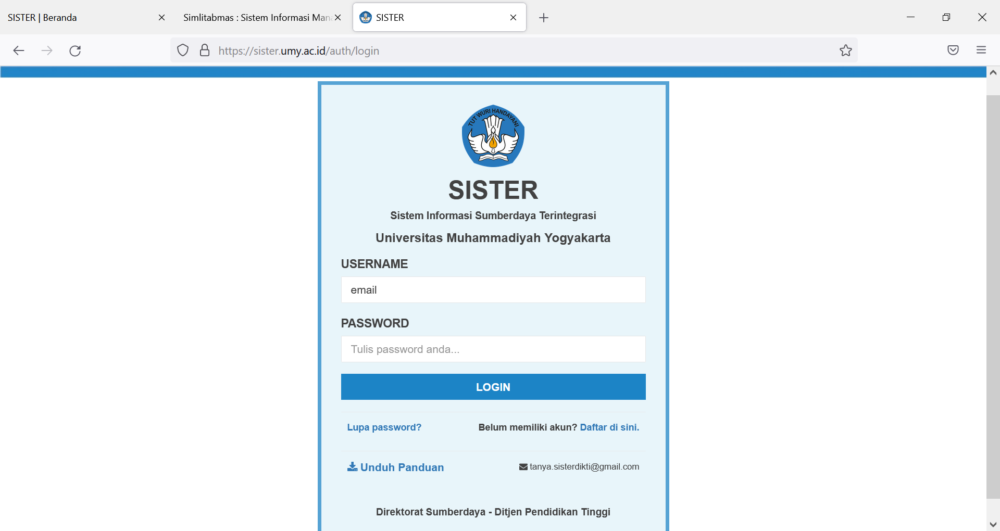 SISTER | Beranda
Simlitabmas : Sistem Informasi Mana
SISTER
https://sister.umy.ac.id/auth/login
TUT WURI HANDAYANI
SISTER
Sistem Informasi Sumberdaya Terintegrasi
Universitas Muhammadiyah Yogyakarta
USERNAME
email
PASSWORD
Tulis password anda...
LOGIN
Lupa password?
Belum memiliki akun? Daftar di sini.
Unduh Panduan
tanya.sisterdikti@gmail.com
Direktorat Sumberdaya - Ditjen Pendidikan Tinggi